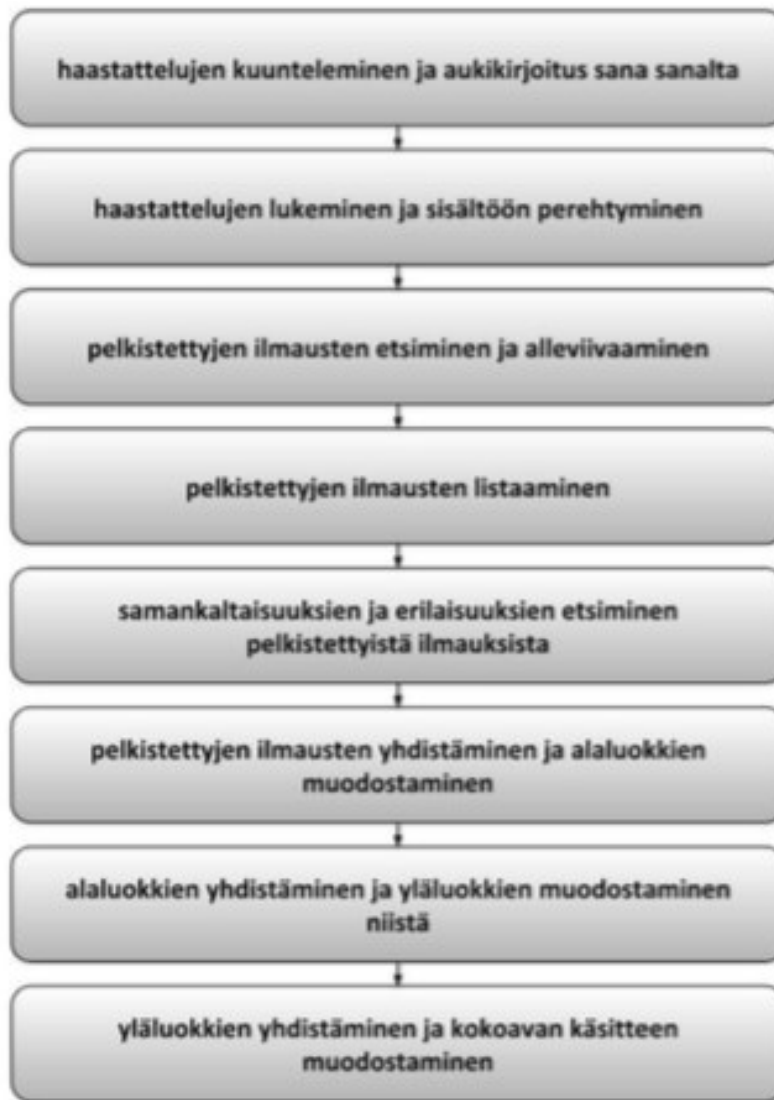 haastattelujen kuunteleminen ja aukikirjoitus sana sanalta
haastattelujen lukeminen ja sisältöön perehtyminen
pelkistettyjen ilmausten etsiminen ja alleviivaaminen
pelkistettyjen ilmausten listaaminen
samankaltaisuuksien ja erilaisuuksien etsiminen
pelkistettyistä ilmauksista
pelkistettyjen ilmausten yhdistäminen ja alaluokkien
muodostaminen
alaluokkien yhdistäminen ja yläluokkien muodostaminen
niistä
yläluokkien yhdistäminen ja kokoavan käsitteen
muodostaminen